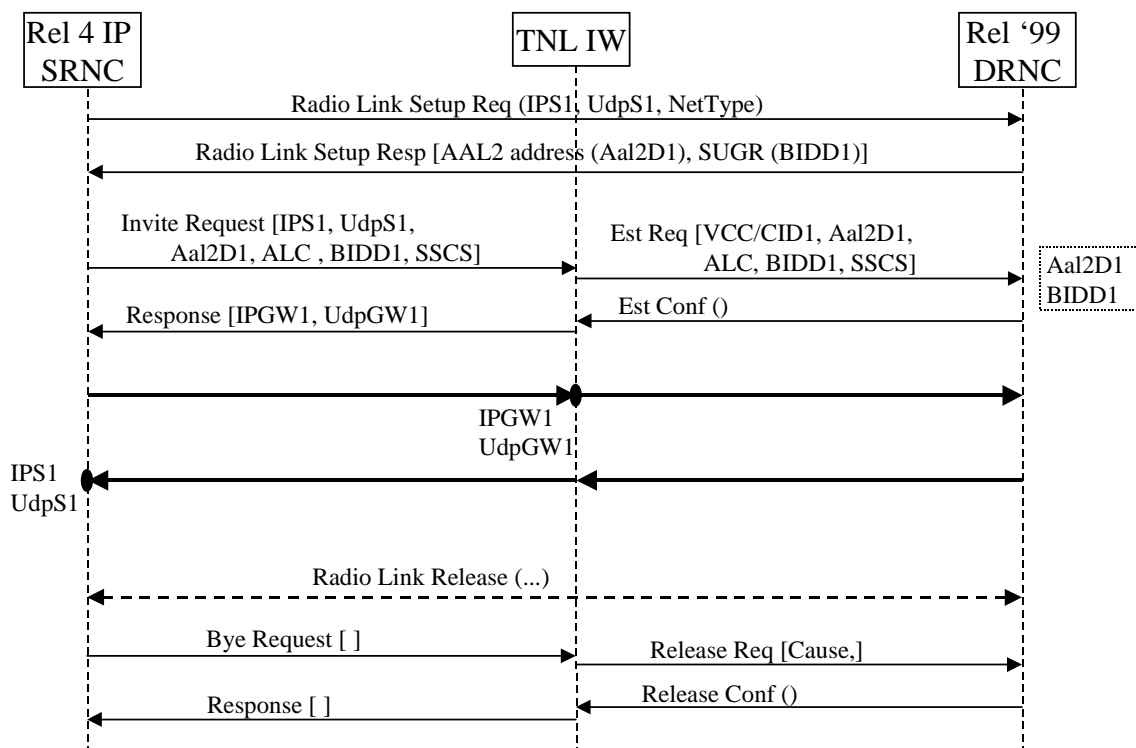 Rel 4 IP
SRNC
TNL IW
Rel ‘99
DRNC
Radio Link Setup Req (IPS1, UdpS1, NetType)
Radio Link Setup Resp [AAL2 address (Aal2D1), SUGR (BIDD1)]
Invite Request [IPS1, UdpS1,
Aal2D1, ALC , BIDD1, SSCS]
Est Req [VCC/CID1, Aal2D1,
ALC, BIDD1, SSCS]
Aal2D1
BIDD1
Response [IPGW1, UdpGW1]
Est Conf ()
IPGW1
UdpGW1
IPS1
UdpS1
Radio Link Release (...)
Bye Request [ ]
Release Req [Cause,]
Response [ ]
Release Conf ()